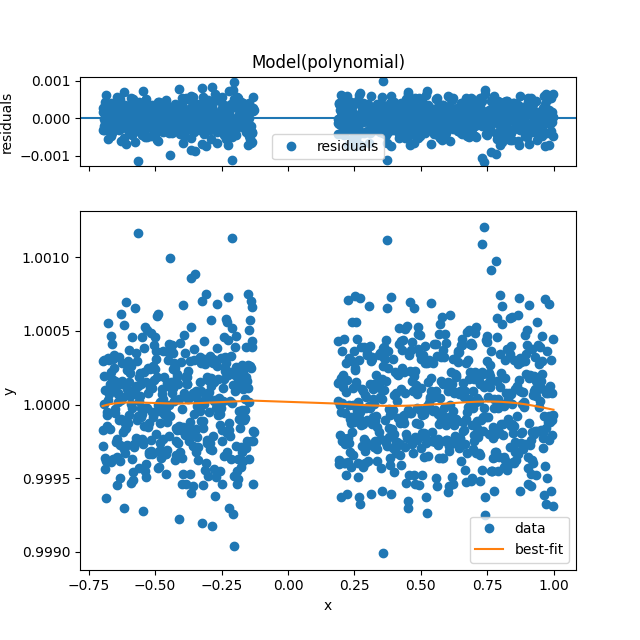 Model(polynomial)
residuals
0.001
0.000
−0.001
residuals
y
1.0010
1.0005
1.0000
0.9995
0.9990
data
best-fit
−0.75 −0.50 −0.25 0.00 0.25 0.50 0.75 1.00
x